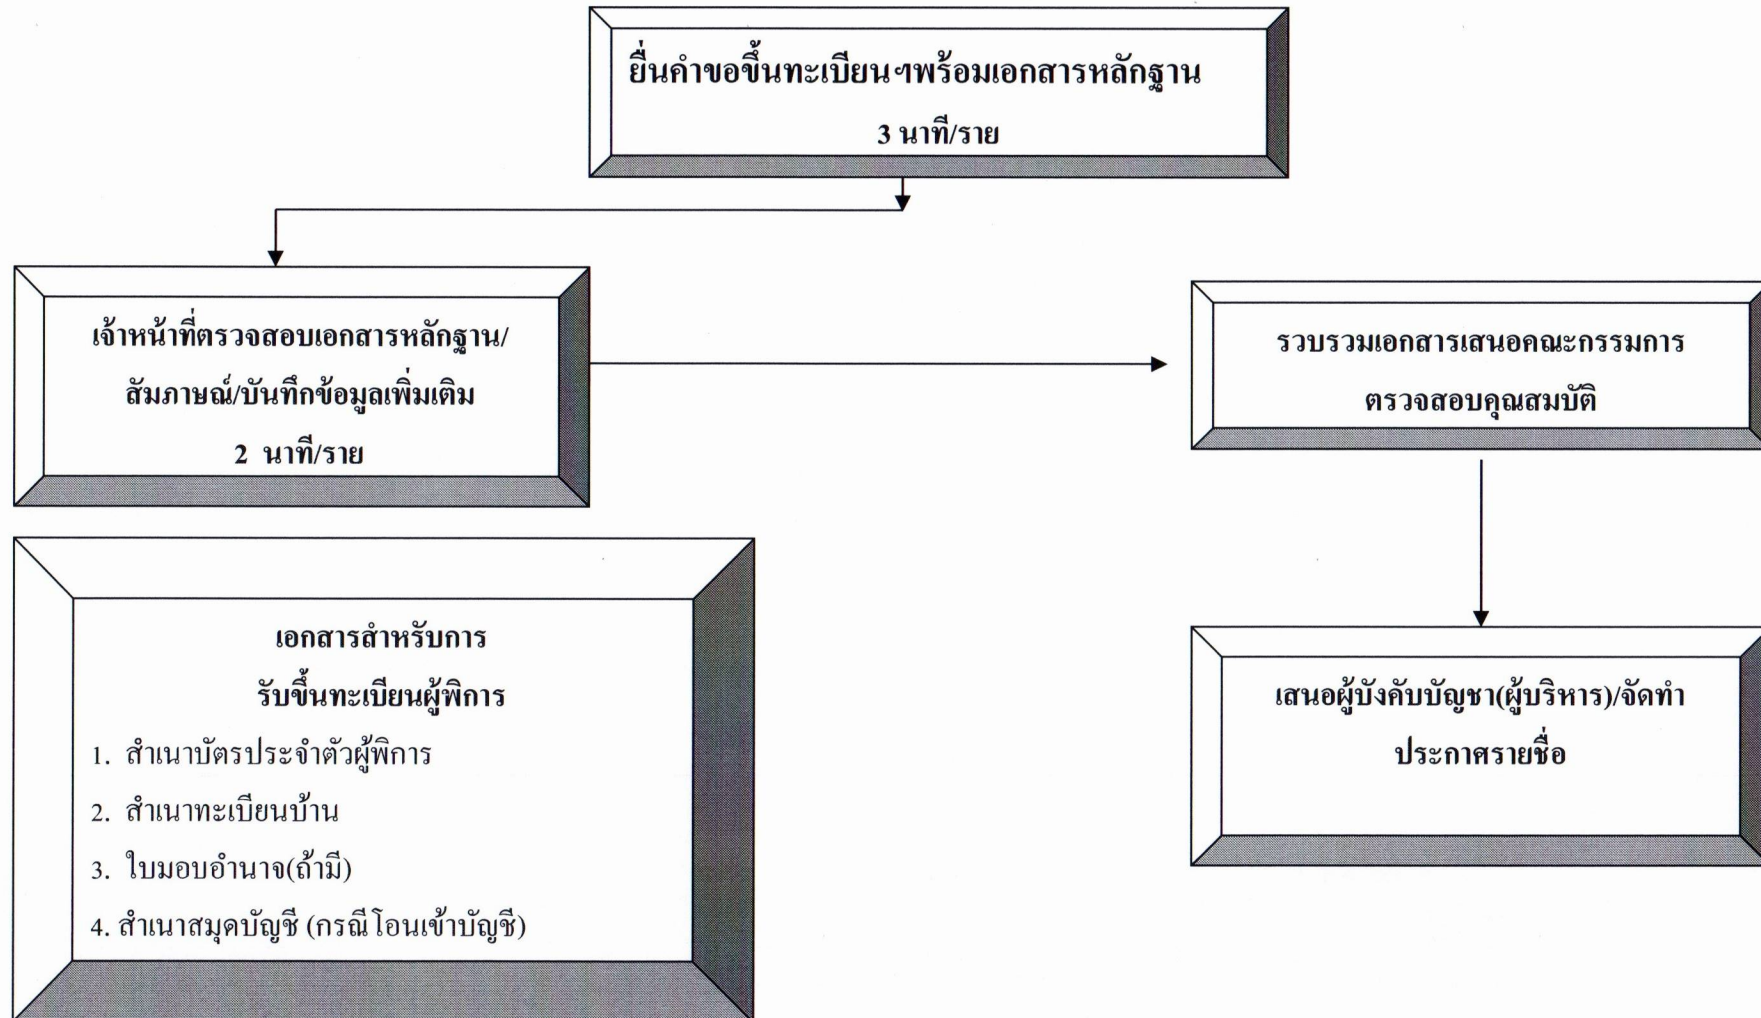 ยื่นคำขอขึ้นทะเบียนฯพร้อมเอกสารหลักฐาน
3 นาที/ราย
เจ้าหน้าที่ตรวจสอบเอกสารหลักฐาน/
สัมภาษณ์/บันทึกข้อมูลเพิ่มเติม
2 นาที/ราย
รวบรวมเอกสารเสนอคณะกรรมการ
ตรวจสอบคุณสมบัติ
เอกสารสำหรับการ
รับขึ้นทะเบียนผู้พิการ
1. สำเนาบัตรประจำตัวผู้พิการ
2. สำเนาทะเบียนบ้าน
3. ใบมอบอำนาจ(ถ้ามี)
4. สำเนาสมุดบัญชี (กรณีโอนเข้าบัญชี)
เสนอผู้บังคับบัญชา(ผู้บริหาร)/จัดทำ
ประกาศรายชื่อ